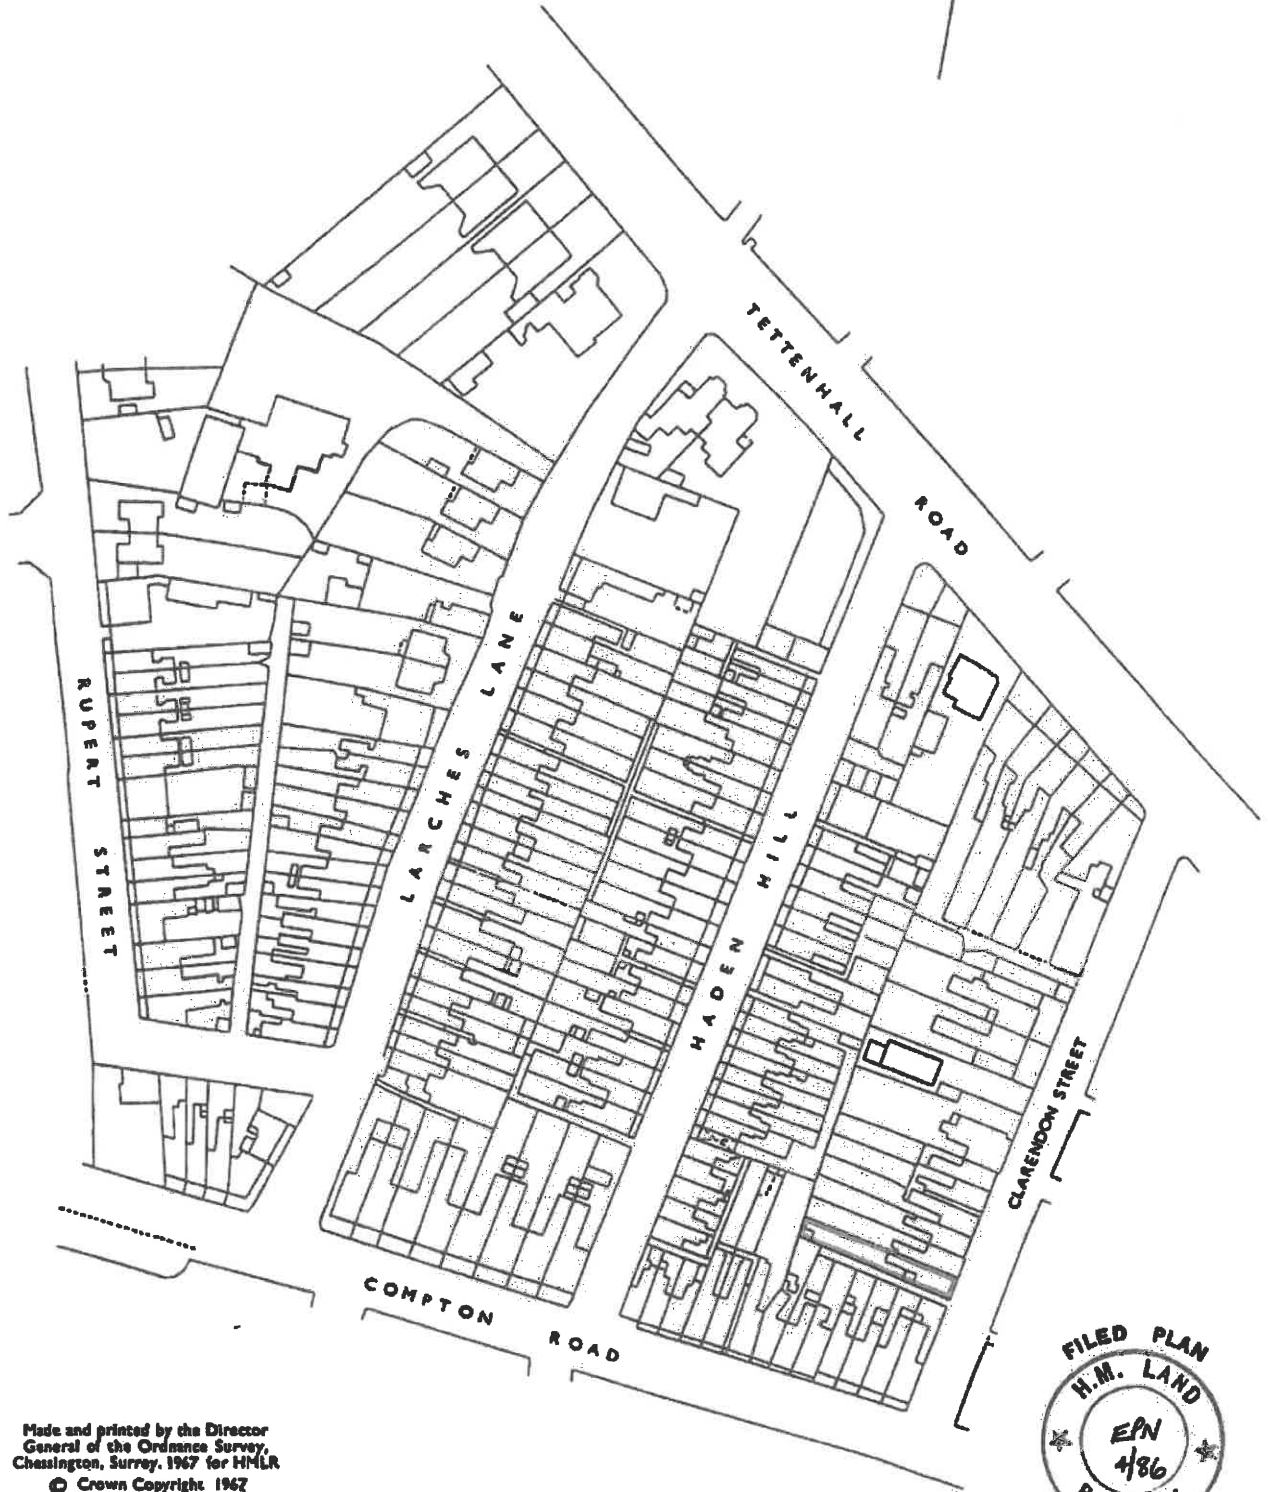 TETTENHALL ROAD
RUPERT STREET
LARCHES LANE
HADEN HILL
CLARENDON STREET
COMPTON ROAD
FILED PLAN
H.M. LAND
EPN
4/86
Made and printed by the Director
General of the Ordnance Survey,
Chessington, Surrey. 1967 for HMLR
© Crown Copyright 1967